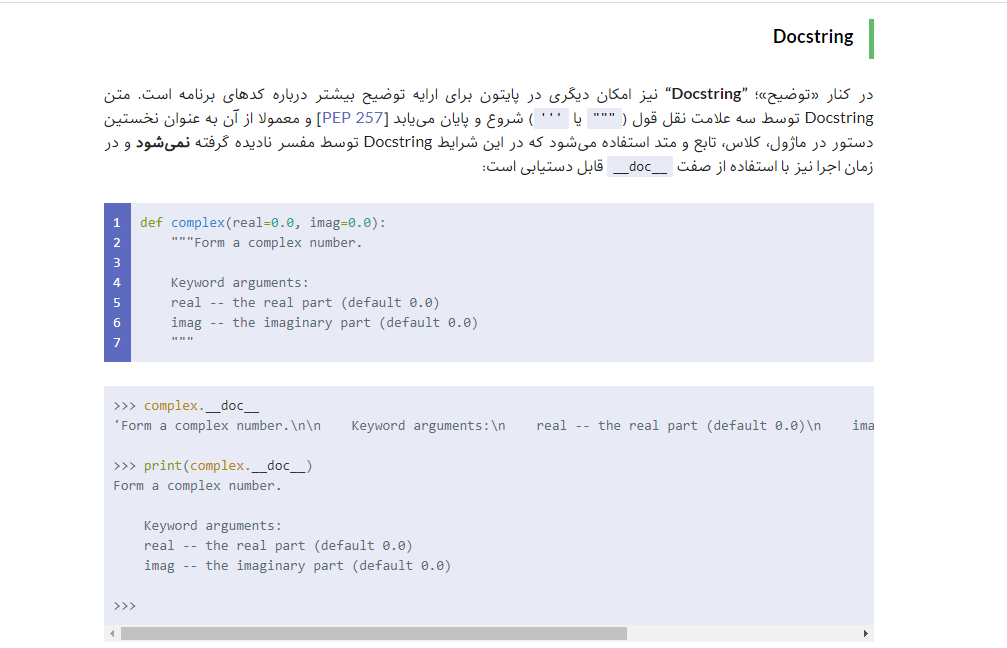 Docstring
در کنار «توضیح»؛ ”Docstring“ نیز امکان دیگری در پایتون برای ارایه توضیح بیشتر درباره کدهای برنامه است. متن
Docstring توسط سه علامت نقل قول ( """ یا ''' ) شروع و پایان می‌یابد [PEP 257] و معمولا از آن به عنوان نخستین
دستور در ماژول، کلاس، تابع و متد استفاده می‌شود که در این شرایط Docstring توسط مفسر نادیده گرفته نمی‌شود و در
زمان اجرا نیز با استفاده از صفت __doc__ قابل دستیابی است:
1 def complex(real=0.0, imag=0.0):
2     """Form a complex number.
3
4     Keyword arguments:
5     real -- the real part (default 0.0)
6     imag -- the imaginary part (default 0.0)
7     """
>>> complex.__doc__
'Form a complex number.\n\n    Keyword arguments:\n    real -- the real part (default 0.0)\n    ima
>>> print(complex.__doc__)
Form a complex number.
    Keyword arguments:
    real -- the real part (default 0.0)
    imag -- the imaginary part (default 0.0)
>>>